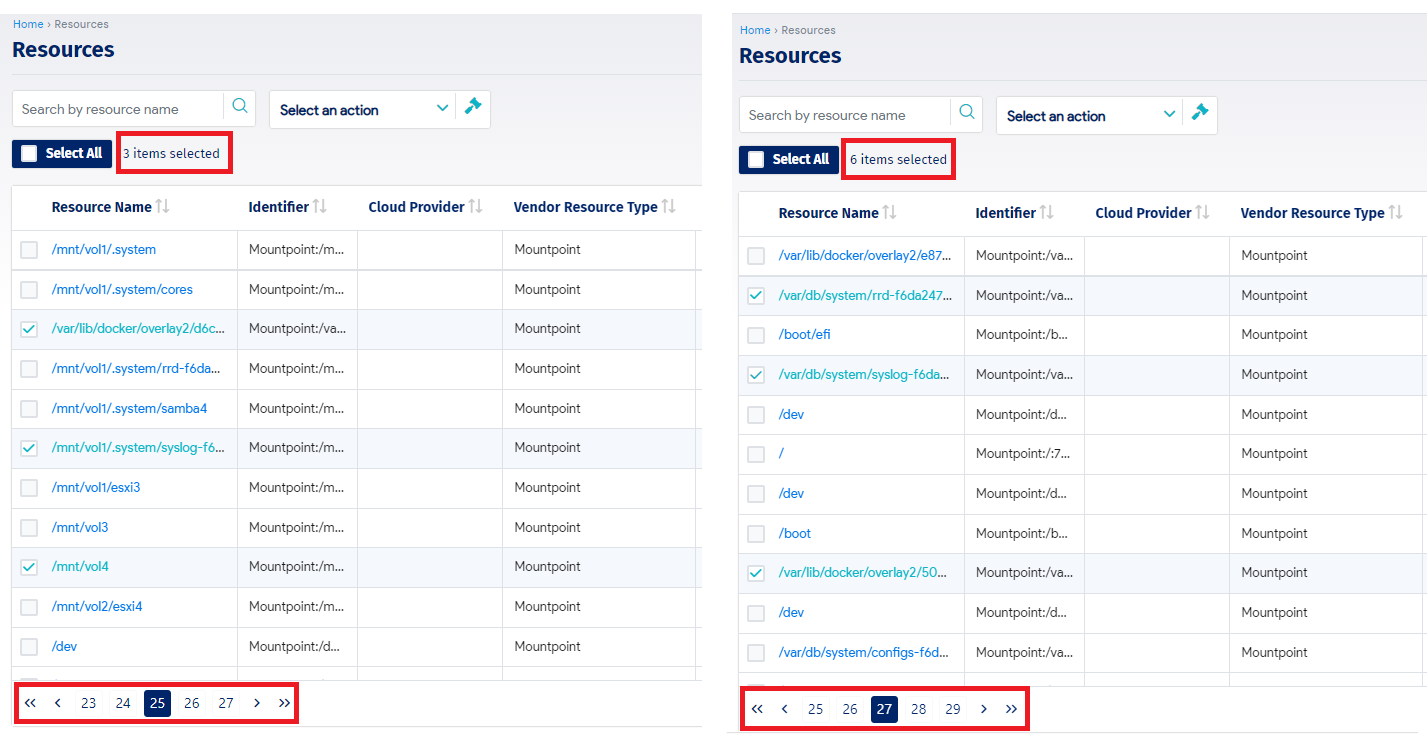 Home › Resources
Resources
Search by resource name
Select an action
Select All
3 items selected
Resource Name Identifier Cloud Provider Vendor Resource Type
/mnt/vol1/.system Mountpoint:/m... Mountpoint
/mnt/vol1/.system/cores Mountpoint:/m... Mountpoint
/var/lib/docker/overlay2/d6c... Mountpoint:/va... Mountpoint
/mnt/vol1/.system/rrd-f6da... Mountpoint:/m... Mountpoint
/mnt/vol1/.system/samba4 Mountpoint:/m... Mountpoint
/mnt/vol1/.system/syslog-f6... Mountpoint:/m... Mountpoint
/mnt/vol1/esxi3 Mountpoint:/m... Mountpoint
/mnt/vol3 Mountpoint:/m... Mountpoint
/mnt/vol4 Mountpoint:/m... Mountpoint
/mnt/vol2/esxi4 Mountpoint:/m... Mountpoint
/dev Mountpoint:/d... Mountpoint
« ‹ 23 24 25 26 27 › »
Home › Resources
Resources
Search by resource name
Select an action
Select All
6 items selected
Resource Name Identifier Cloud Provider Vendor Resource Type
/var/lib/docker/overlay2/e87... Mountpoint:/va... Mountpoint
/var/db/system/rrd-f6da247... Mountpoint:/va... Mountpoint
/boot/efi Mountpoint:/b... Mountpoint
/var/db/system/syslog-f6da... Mountpoint:/va... Mountpoint
/dev Mountpoint:/d... Mountpoint
/ Mountpoint:/:7... Mountpoint
/dev Mountpoint:/d... Mountpoint
/boot Mountpoint:/b... Mountpoint
/var/lib/docker/overlay2/50... Mountpoint:/va... Mountpoint
/dev Mountpoint:/d... Mountpoint
/var/db/system/configs-f6d... Mountpoint:/va... Mountpoint
« ‹ 25 26 27 28 29 › »